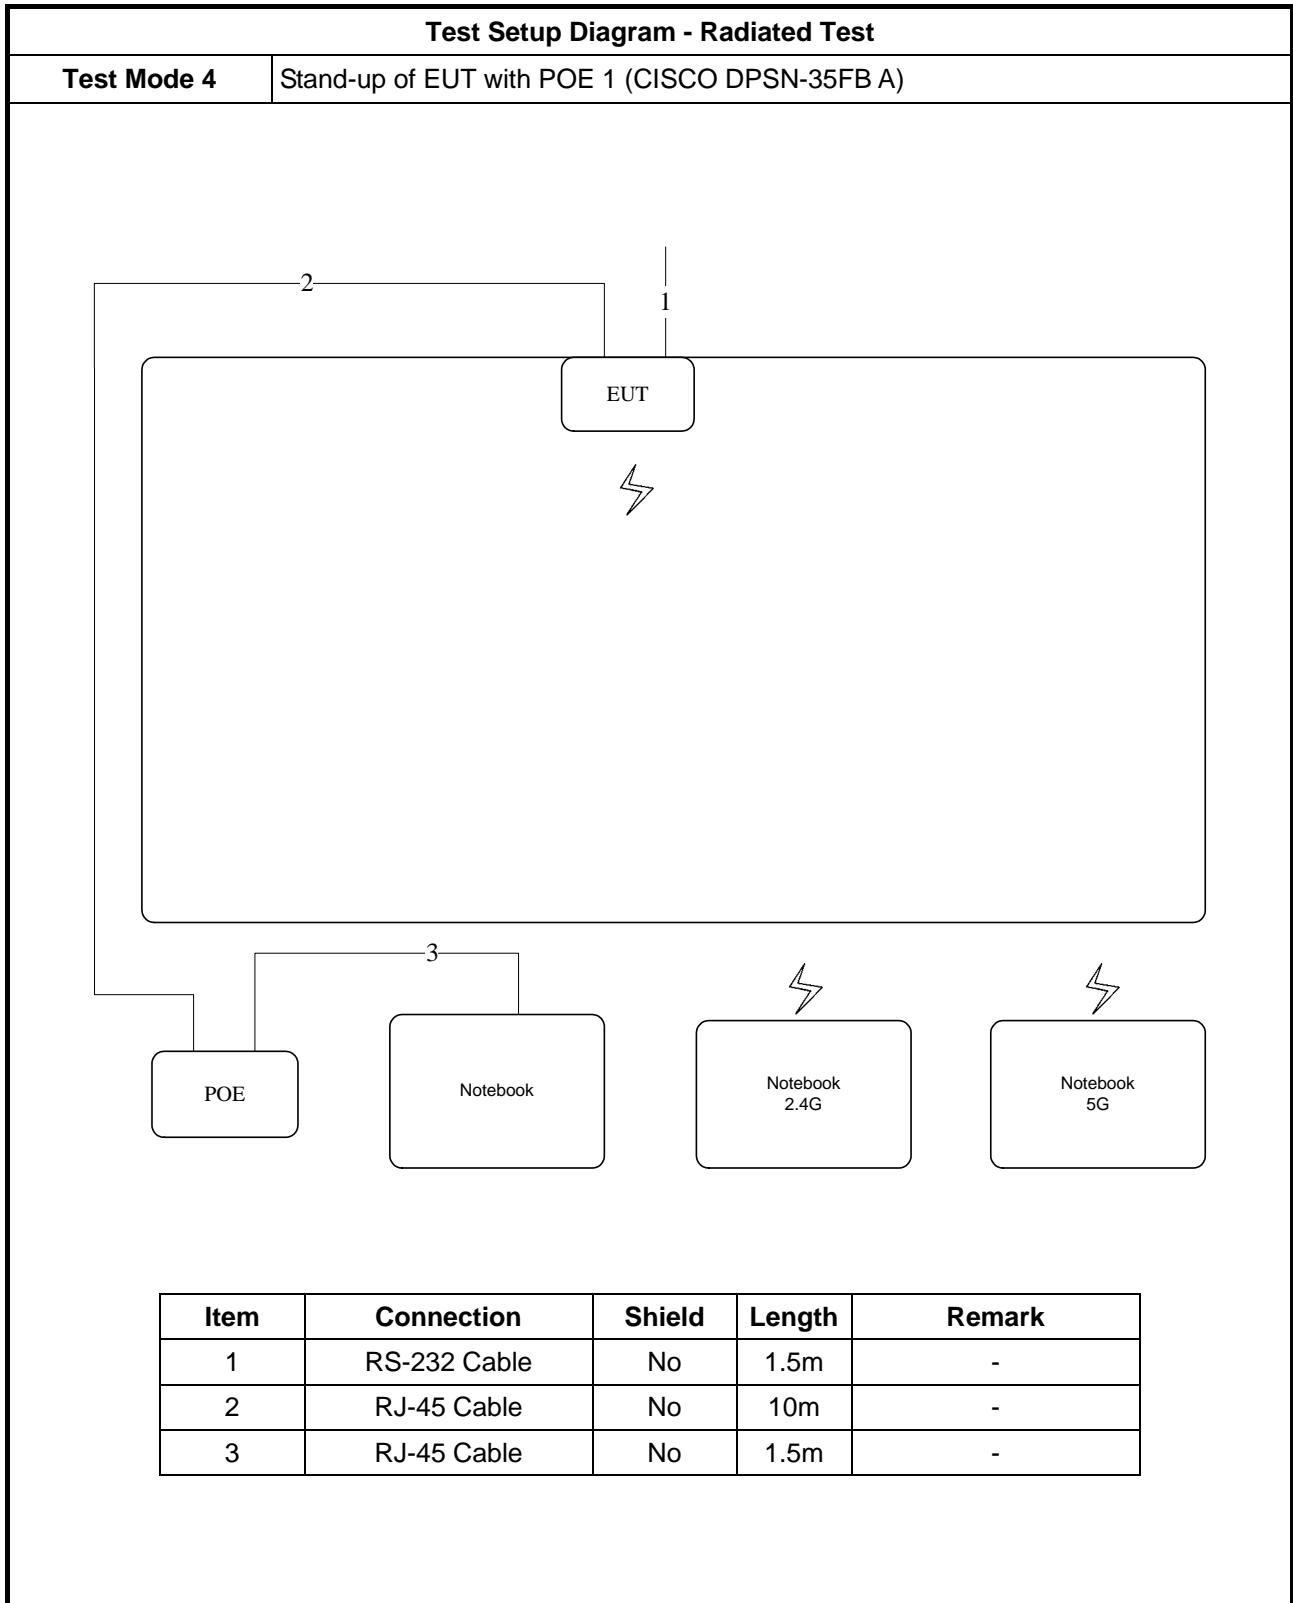 Test Setup Diagram - Radiated Test
Test Mode 4 Stand-up of EUT with POE 1 (CISCO DPSN-35FB A)
2
1
EUT
3
POE
Notebook
Notebook
2.4G
Notebook
5G
Item Connection Shield Length Remark
1 RS-232 Cable No 1.5m -
2 RJ-45 Cable No 10m -
3 RJ-45 Cable No 1.5m -